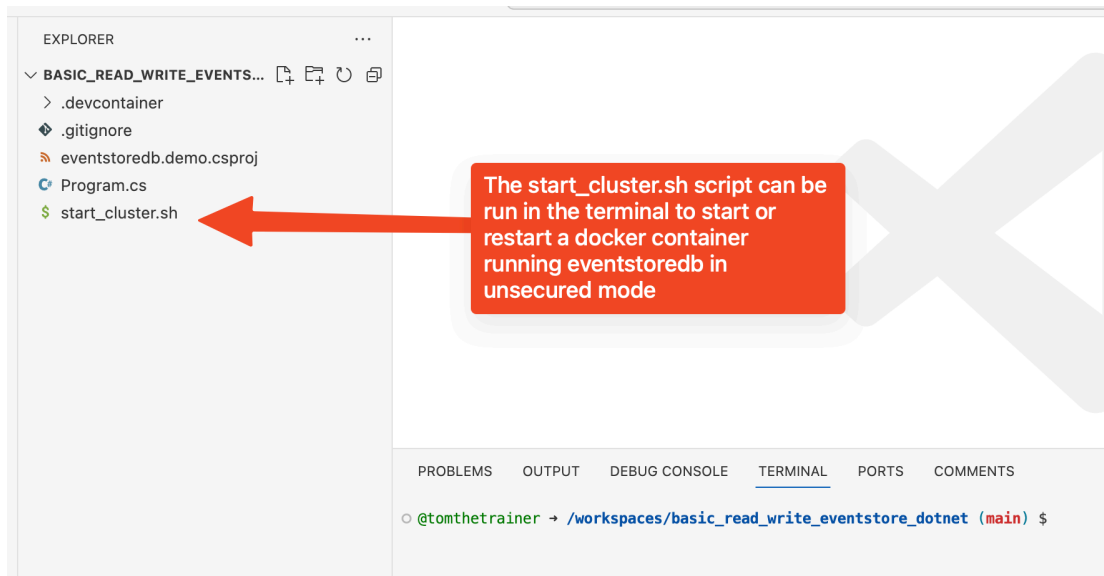 EXPLORER
BASIC_READ_WRITE_EVENTS...
.devcontainer
.gitignore
eventstoredb.demo.csproj
C# Program.cs
$ start_cluster.sh
The start_cluster.sh script can be
run in the terminal to start or
restart a docker container
running eventstoredb in
unsecured mode
PROBLEMS OUTPUT DEBUG CONSOLE TERMINAL PORTS COMMENTS
@tomthetrainer → /workspaces/basic_read_write_eventstore_dotnet (main) $